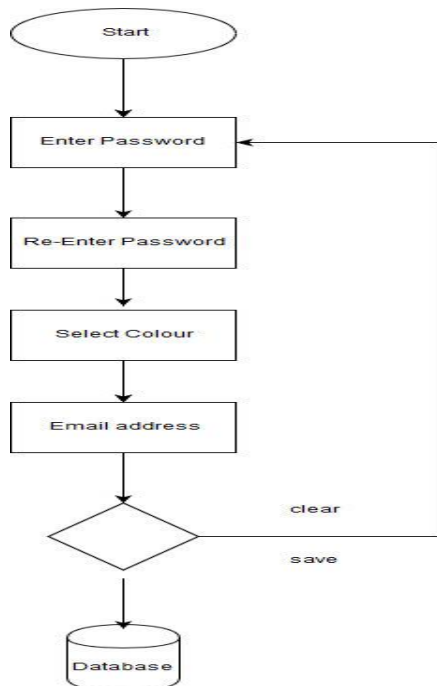 Start
Enter Password
Re-Enter Password
Select Colour
Email address
clear
save
Database